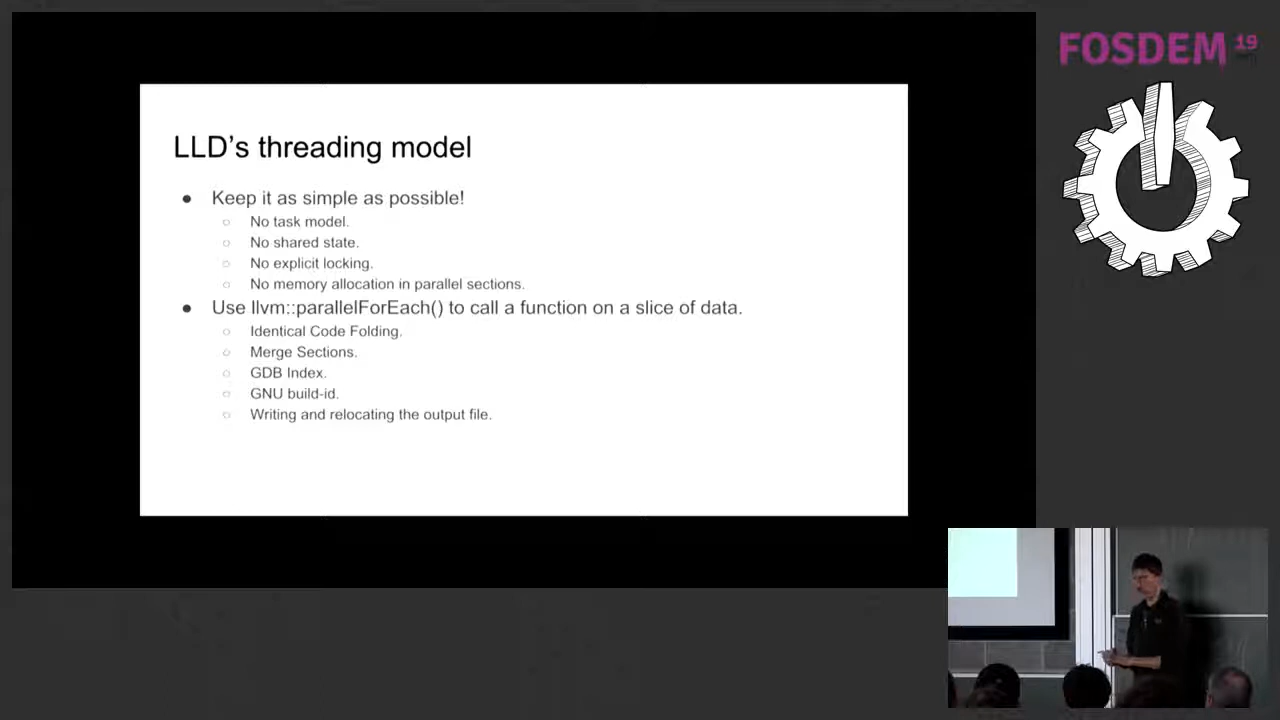 FOSDEM 19
LLD's threading model
● Keep it as simple as possible!
○ No task model.
○ No shared state.
○ No explicit locking.
○ No memory allocation in parallel sections.
● Use llvm::parallelForEach() to call a function on a slice of data.
○ Identical Code Folding.
○ Merge Sections.
○ GDB Index.
○ GNU build-id.
○ Writing and relocating the output file.